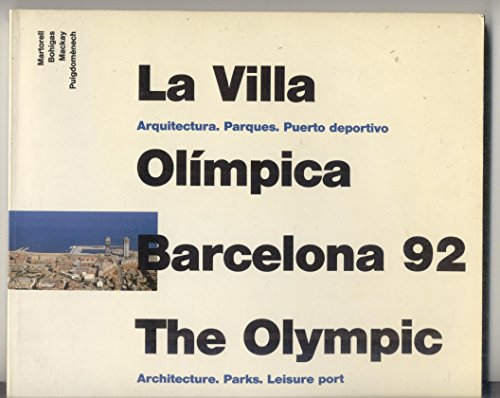 Martorell
Bohigas
Mackay
Puigdomènech
La Villa
Arquitectura. Parques. Puerto deportivo
Olímpica
Barcelona 92
The Olympic
Architecture. Parks. Leisure port